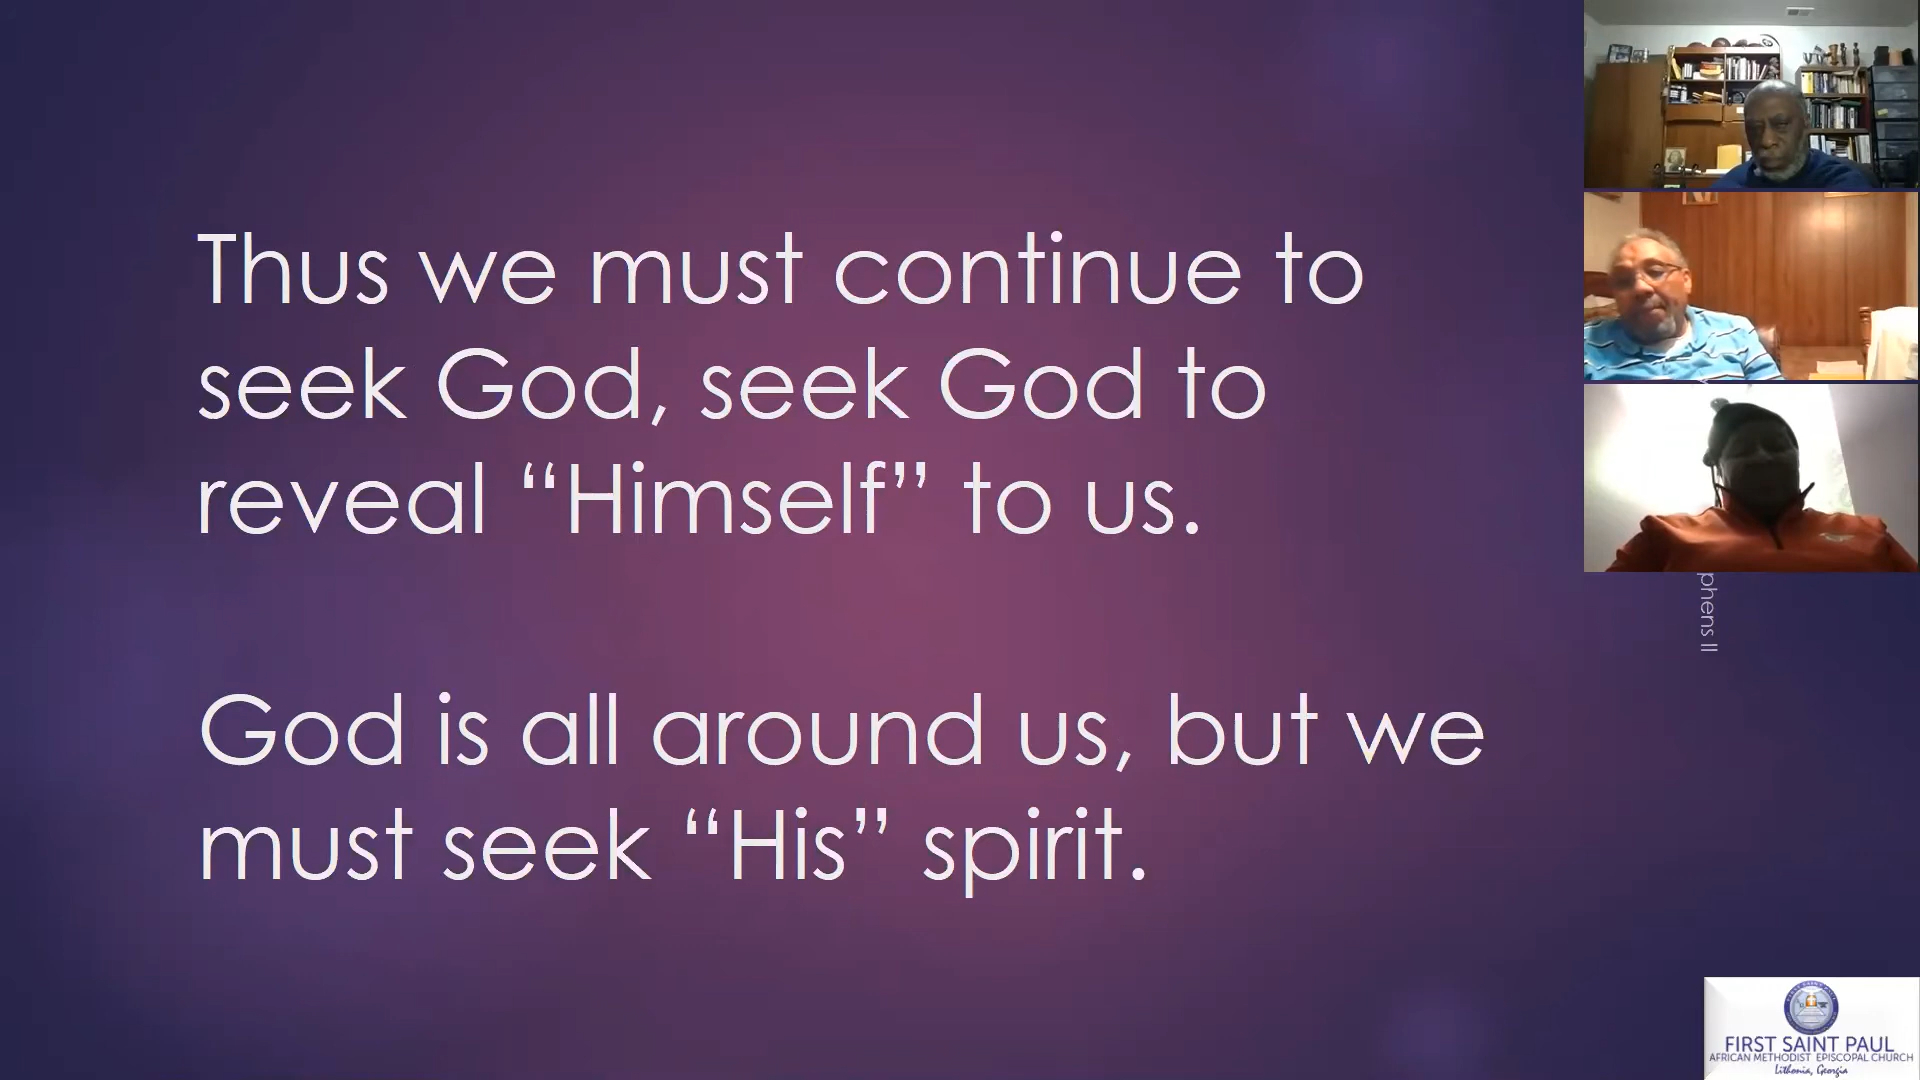 Thus we must continue to
seek God, seek God to
reveal “Himself” to us.
God is all around us, but we
must seek “His” spirit.
phens II
FIRST SAINT PAUL
AFRICAN METHODIST EPISCOPAL CHURCH
Lithonia, Georgia